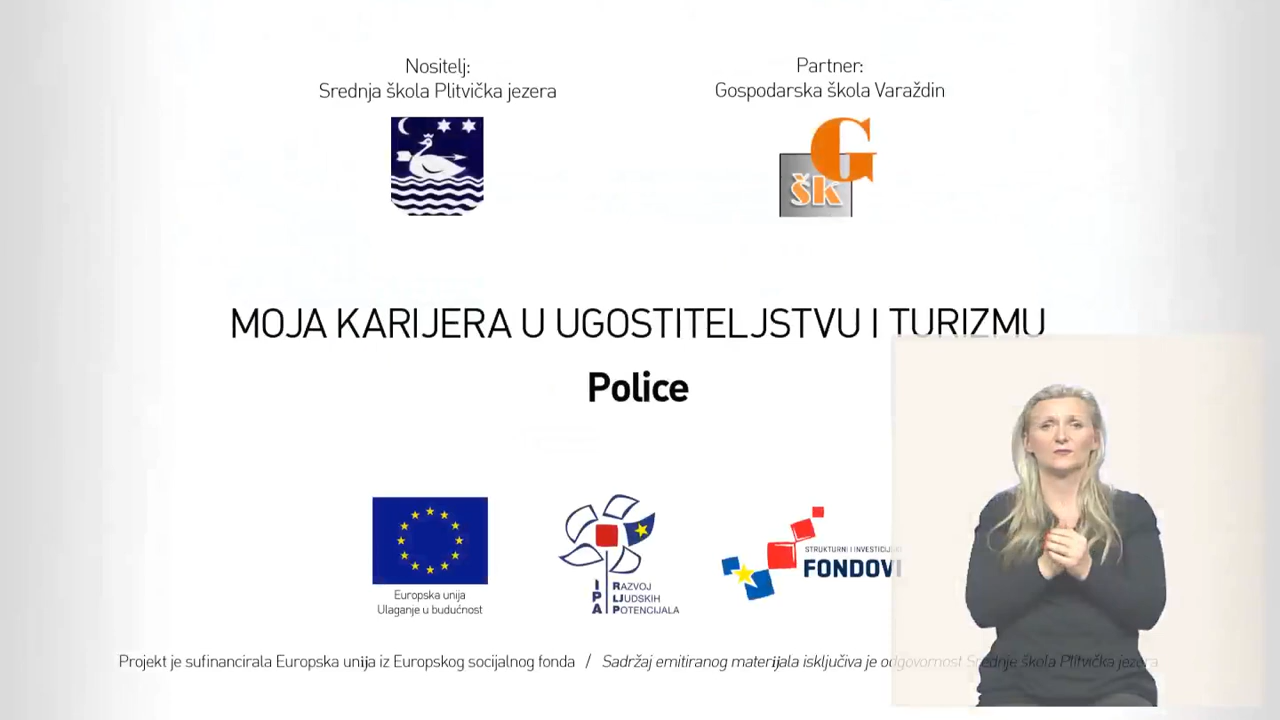 Nositelj:
Srednja škola Plitvička jezera
Partner:
Gospodarska škola Varaždin
G
šk
MOJA KARIJERA U UGOSTITELJSTVU I TURIZMU
Police
Europska unija
Ulaganje u budućnost
IPA
RAZVOJ
LJUDSKIH
POTENCIJALA
STRUKTURNI I
FONDOVI
Projekt je sufinancirala Europska unija iz Europskog socijalnog fonda / Sadržaj emitiranog materijala isključiva je odgovornost Srednje škola Plitvička jezera